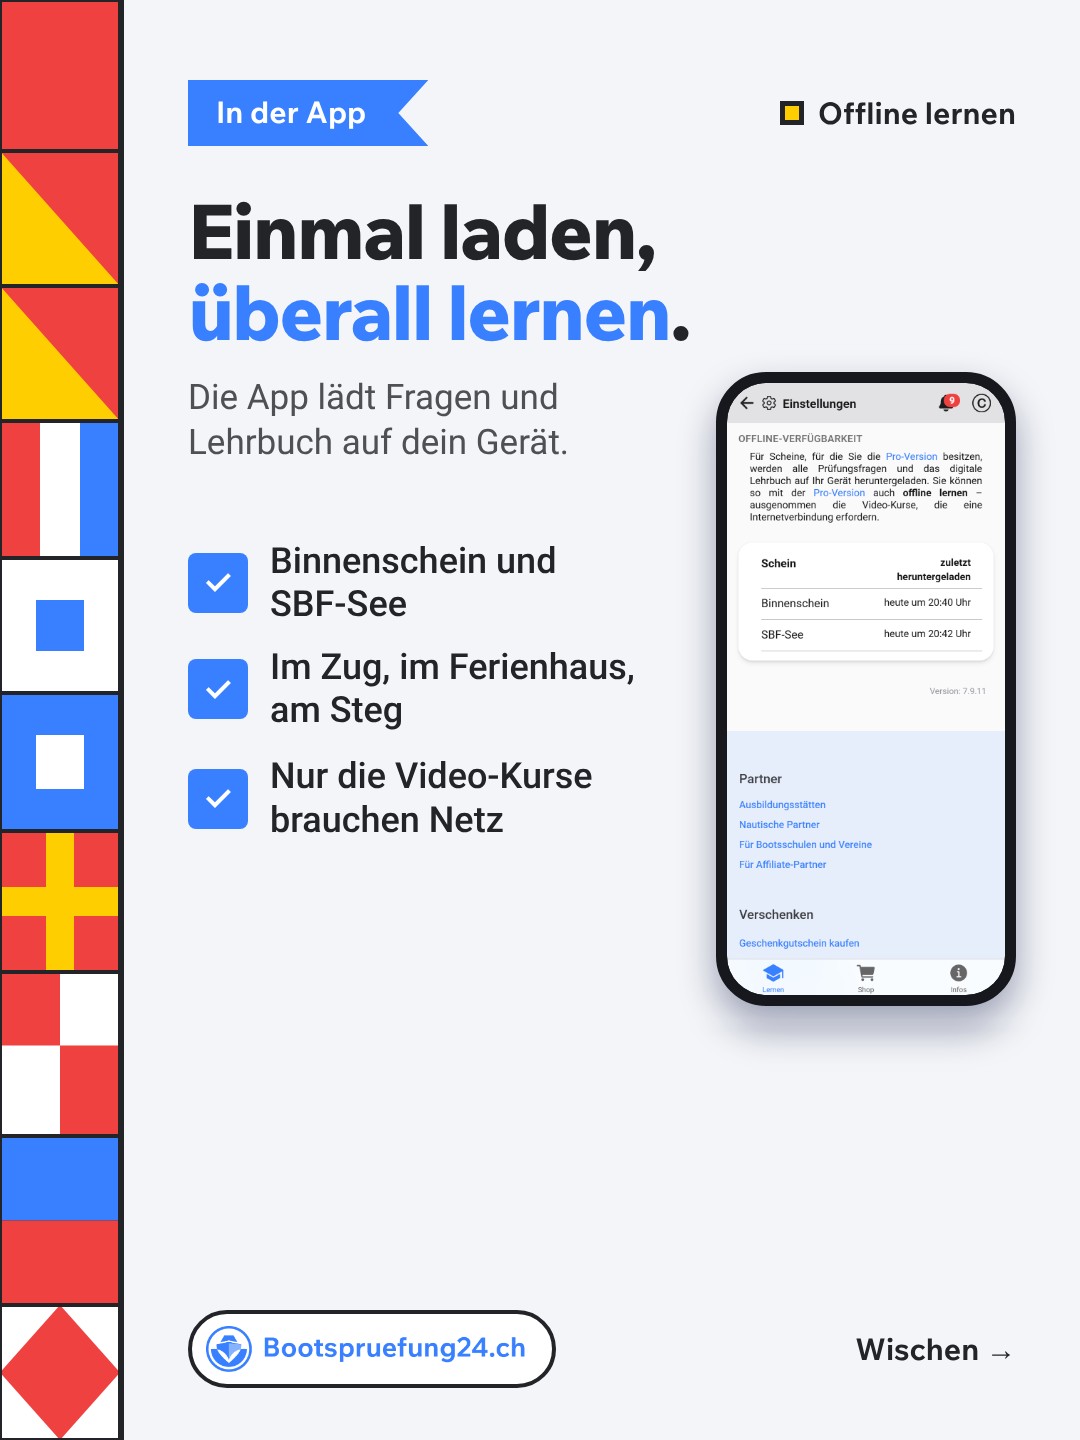 In der App
Offline lernen
Einmal laden,
überall lernen.
Die App lädt Fragen und
Lehrbuch auf dein Gerät.
Binnenschein und
SBF-See
Im Zug, im Ferienhaus,
am Steg
Nur die Video-Kurse
brauchen Netz
Einstellungen
9
C
OFFLINE-VERFÜGBARKEIT
Für Scheine, für die Sie die Pro-Version besitzen,
werden alle Prüfungsfragen und das digitale
Lehrbuch auf Ihr Gerät heruntergeladen. Sie können
so mit der Pro-Version auch offline lernen –
ausgenommen die Video-Kurse, die eine
Internetverbindung erfordern.
Schein zuletzt
heruntergeladen
Binnenschein heute um 20:40 Uhr
SBF-See heute um 20:42 Uhr
Version: 7.9.11
Partner
Ausbildungsstätten
Nautische Partner
Für Bootsschulen und Vereine
Für Affiliate-Partner
Verschenken
Geschenkgutschein kaufen
Lernen Shop Infos
Bootspruefung24.ch
Wischen →